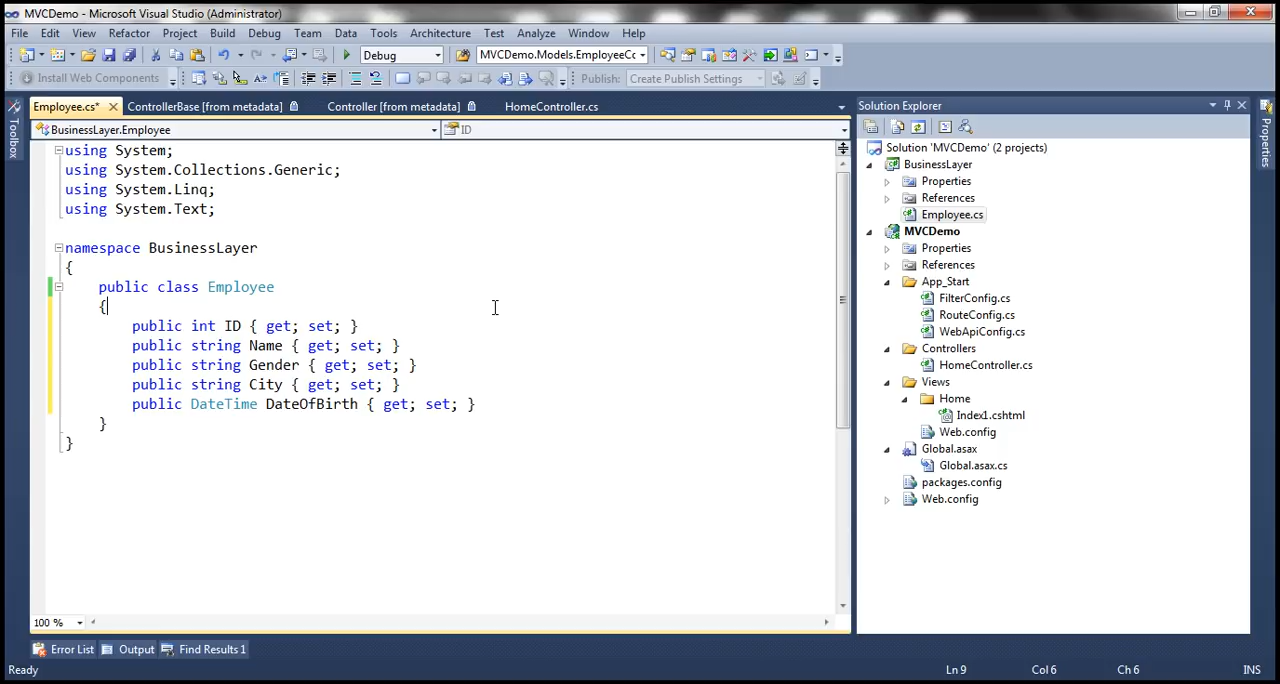 MVCDemo - Microsoft Visual Studio (Administrator)
File Edit View Refactor Project Build Debug Team Data Tools Architecture Test Analyze Window Help
Debug MVCDemo.Models.EmployeeCc
Install Web Components Publish: Create Publish Settings
Employee.cs* ControllerBase [from metadata] Controller [from metadata] HomeController.cs
BusinessLayer.Employee ID
using System;
using System.Collections.Generic;
using System.Linq;
using System.Text;
namespace BusinessLayer
{
public class Employee
{
public int ID { get; set; }
public string Name { get; set; }
public string Gender { get; set; }
public string City { get; set; }
public DateTime DateOfBirth { get; set; }
}
}
100 %
Toolbox
Solution Explorer
Solution 'MVCDemo' (2 projects)
BusinessLayer
Properties
References
Employee.cs
MVCDemo
Properties
References
App_Start
FilterConfig.cs
RouteConfig.cs
WebApiConfig.cs
Controllers
HomeController.cs
Views
Home
Index1.cshtml
Web.config
Global.asax
Global.asax.cs
packages.config
Web.config
Properties
Error List Output Find Results 1
Ready Ln 9 Col 6 Ch 6 INS